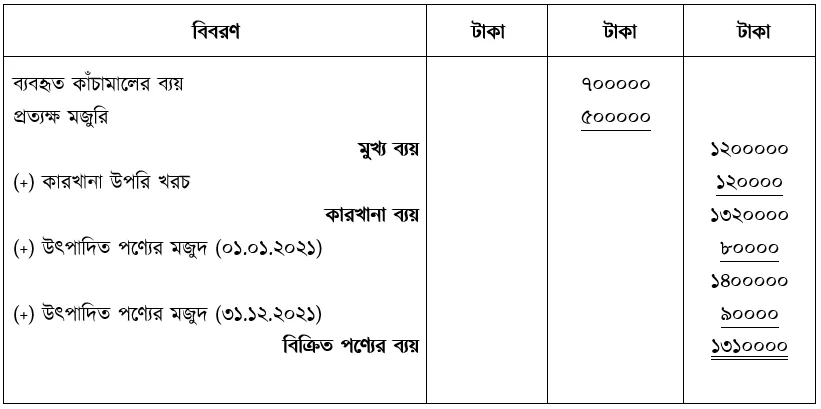 বিবরণ টাকা টাকা টাকা
ব্যবহৃত কাঁচামালের ব্যয় ৭০০০০০
প্রত্যক্ষ মজুরি ৫০০০০০
মুখ্য ব্যয় ১২০০০০০
(+) কারখানা উপরি খরচ ১২০০০০
কারখানা ব্যয় ১৩২০০০০
(+) উৎপাদিত পণ্যের মজুদ (০১.০১.২০২১) ৮০০০০
১৪০০০০০
(+) উৎপাদিত পণ্যের মজুদ (৩১.১২.২০২১) ৯০০০০
বিক্রিত পণ্যের ব্যয় ১৩১০০০০